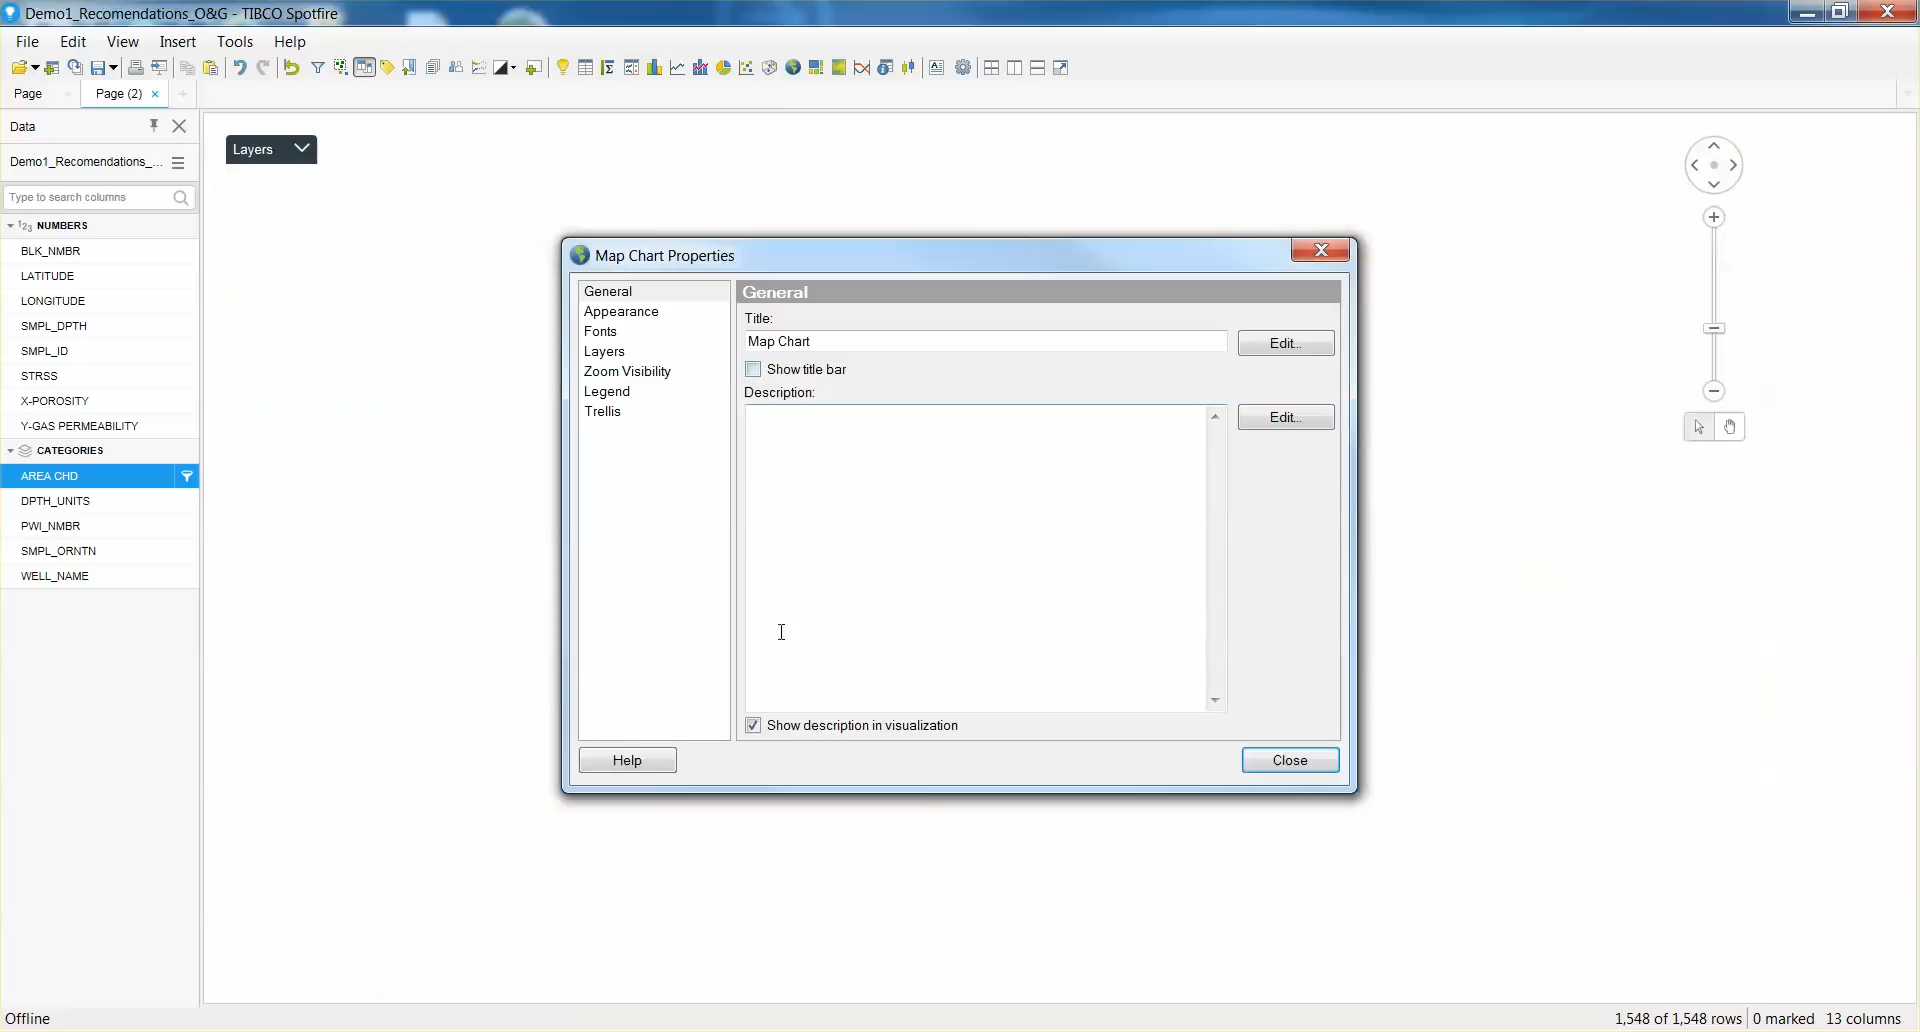 Demo1_Recomendations_O&G - TIBCO Spotfire
File Edit View Insert Tools Help
Page Page (2)
Data
Demo1_Recomendations_...
Type to search columns
123 NUMBERS
BLK_NMBR
LATITUDE
LONGITUDE
SMPL_DPTH
SMPL_ID
STRSS
X-POROSITY
Y-GAS PERMEABILITY
CATEGORIES
AREA CHD
DPTH_UNITS
PWI_NMBR
SMPL_ORNTN
WELL_NAME
Layers
Map Chart Properties
General
Appearance
Fonts
Layers
Zoom Visibility
Legend
Trellis
General
Title:
Map Chart
Edit...
Show title bar
Description:
Edit...
Show description in visualization
Help
Close
Offline
1,548 of 1,548 rows 0 marked 13 columns